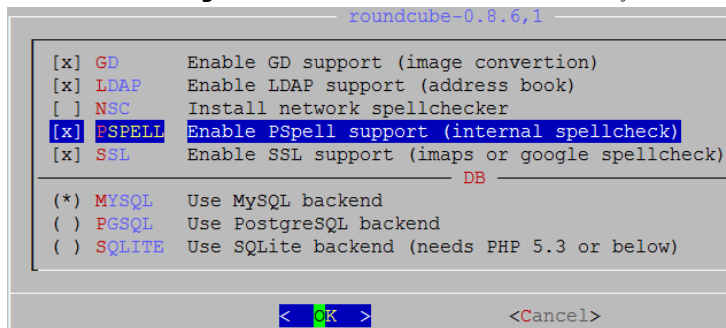 roundcube-0.8.6,1
[x] GD Enable GD support (image convertion)
[x] LDAP Enable LDAP support (address book)
[ ] NSC Install network spellchecker
[x] PSPELL Enable PSpell support (internal spellcheck)
[x] SSL Enable SSL support (imaps or google spellcheck)
DB
(*) MYSQL Use MySQL backend
( ) PGSQL Use PostgreSQL backend
( ) SQLITE Use SQLite backend (needs PHP 5.3 or below)
< OK > <Cancel>